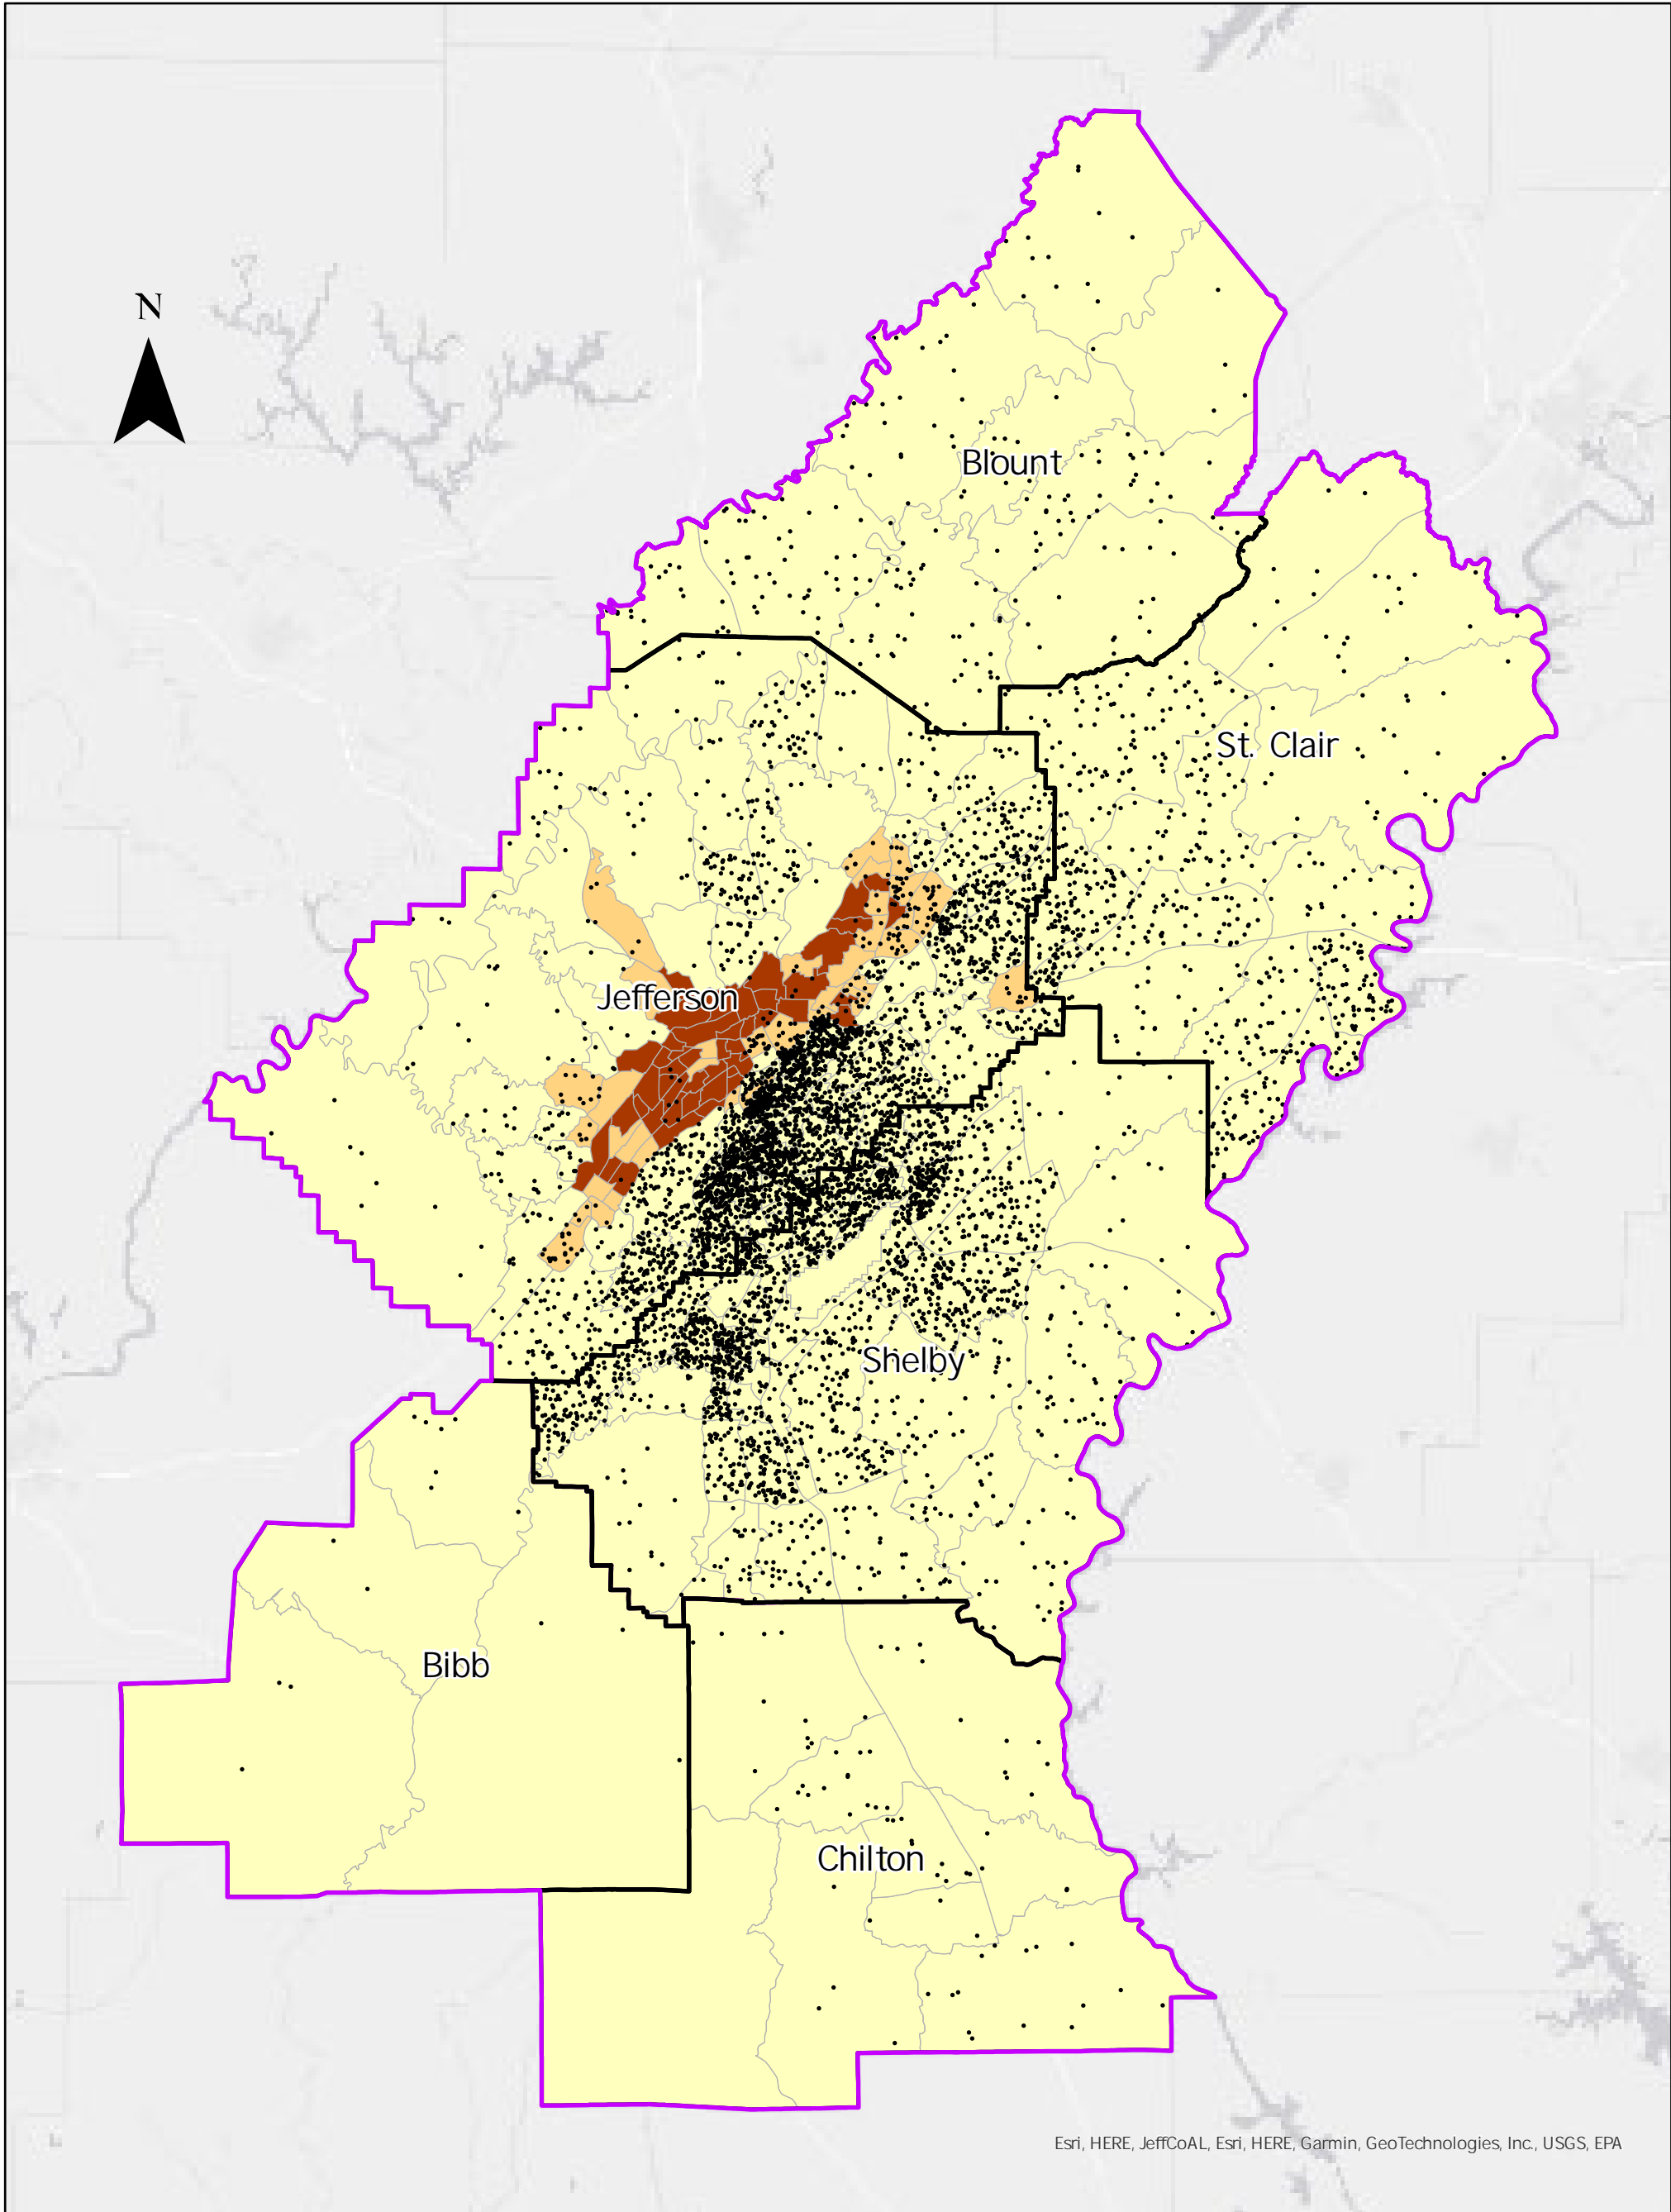 N
Blount
St. Clair
Jefferson
Shelby
Bibb
Chilton
Esri, HERE, JeffCoAL, Esri, HERE, Garmin, GeoTechnologies, Inc., USGS, EPA